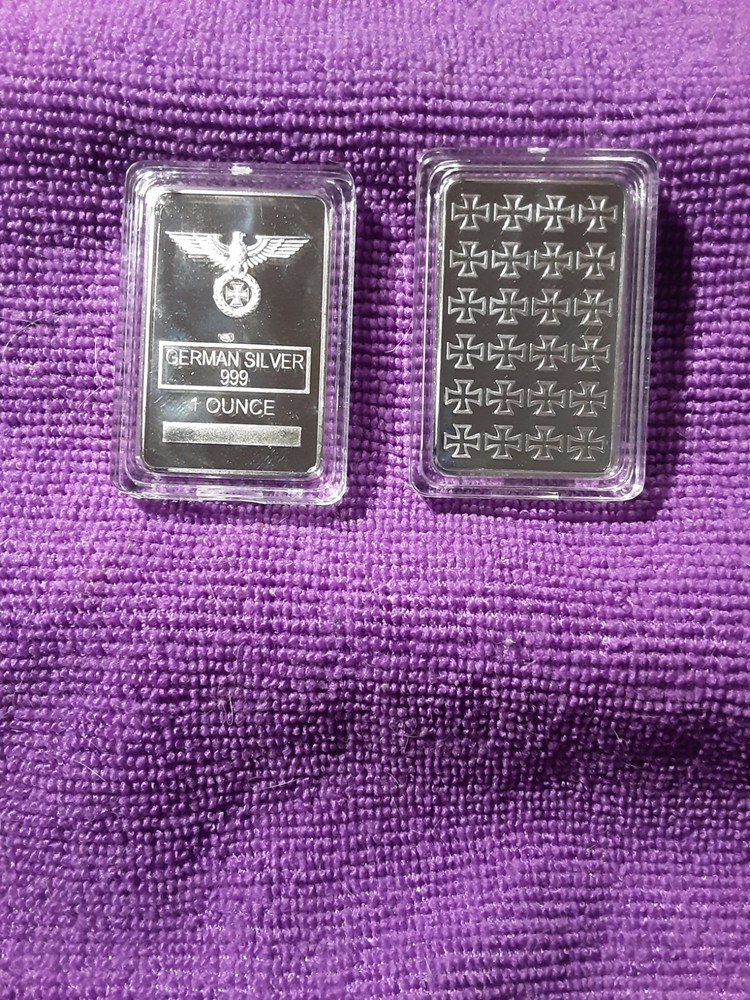 GERMAN SILVER
999
1 OUNCE